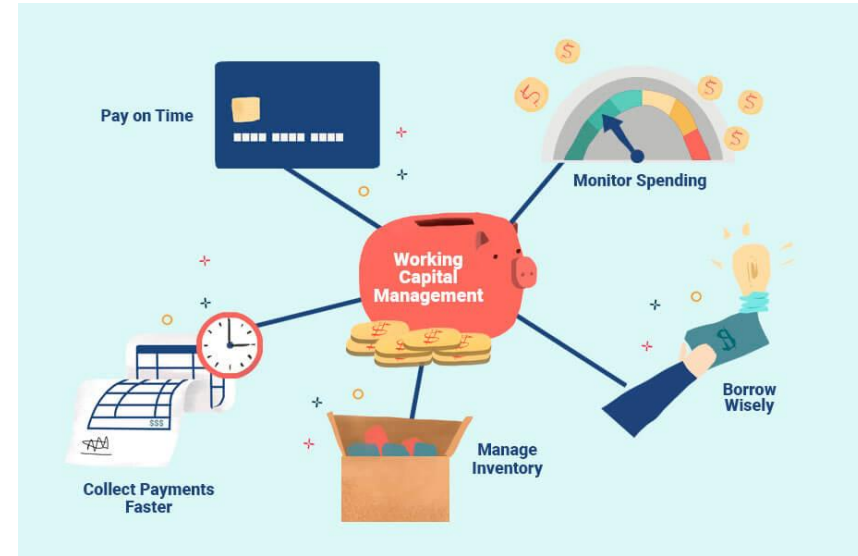 Pay on Time
Monitor Spending
Working
Capital
Management
Borrow
Wisely
Manage
Inventory
Collect Payments
Faster
$$$